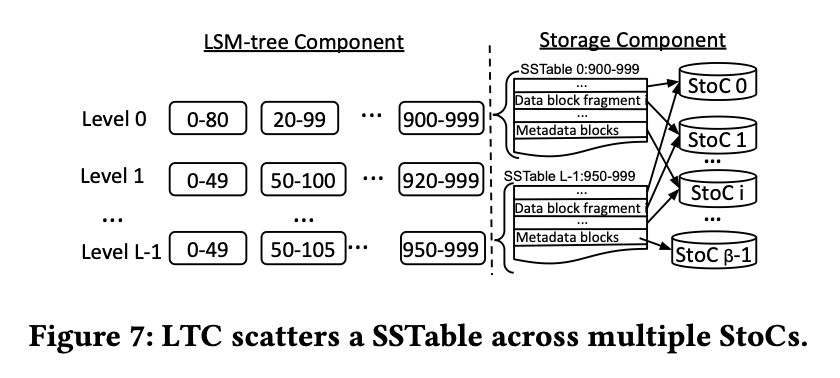 LSM-tree Component
Storage Component
Level 0 0-80 20-99 ... 900-999
Level 1 0-49 50-100 ... 920-999
... ...
Level L-1 0-49 50-105 ... 950-999
SSTable 0:900-999
...
Data block fragment
...
Metadata blocks
SSTable L-1:950-999
...
Data block fragment
...
Metadata blocks
StoC 0
StoC 1
...
StoC i
...
StoC β-1
Figure 7: LTC scatters a SSTable across multiple StoCs.